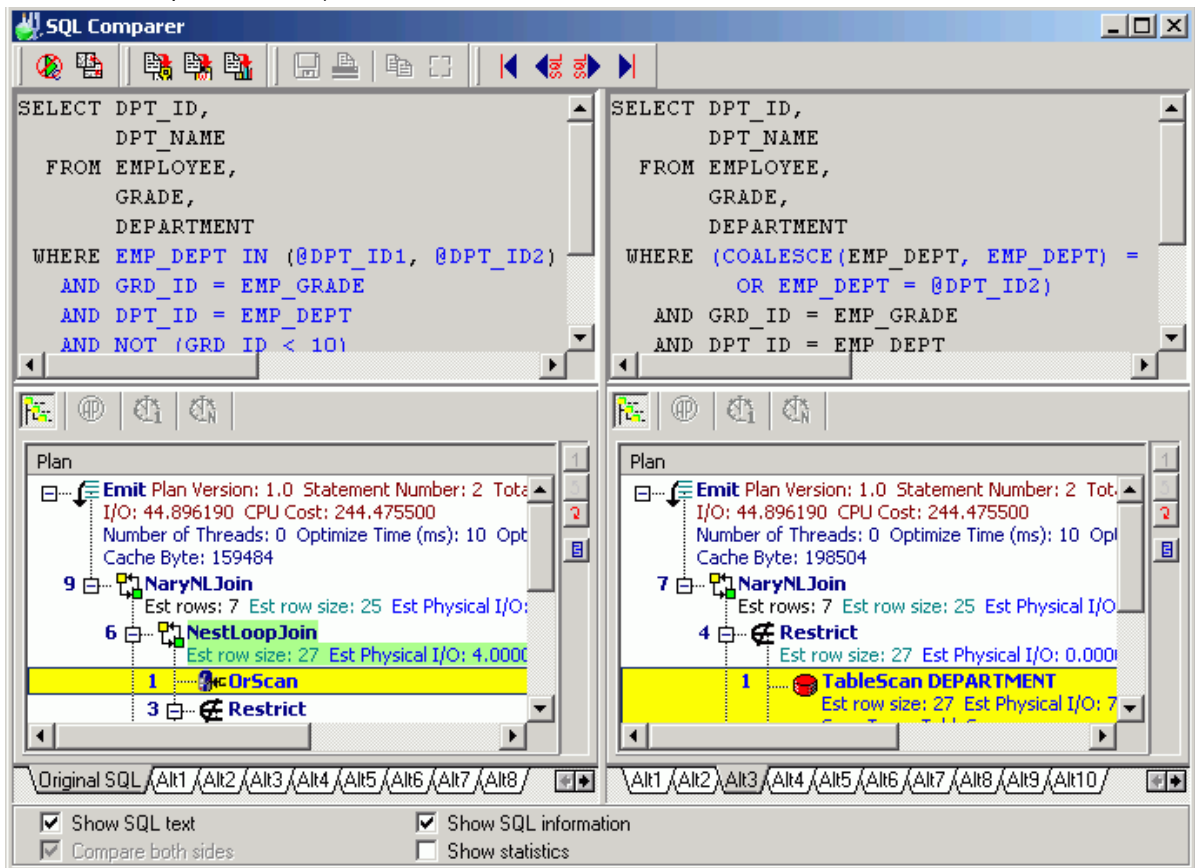 SQL Comparer
SELECT DPT_ID,
DPT_NAME
FROM EMPLOYEE,
GRADE,
DEPARTMENT
WHERE EMP_DEPT IN (@DPT_ID1, @DPT_ID2)
AND GRD_ID = EMP_GRADE
AND DPT_ID = EMP_DEPT
AND NOT (GRD_ID < 10)
SELECT DPT_ID,
DPT_NAME
FROM EMPLOYEE,
GRADE,
DEPARTMENT
WHERE (COALESCE(EMP_DEPT, EMP_DEPT) =
OR EMP_DEPT = @DPT_ID2)
AND GRD_ID = EMP_GRADE
AND DPT_ID = EMP_DEPT
Plan
Emit Plan Version: 1.0 Statement Number: 2 Tota
I/O: 44.896190 CPU Cost: 244.475500
Number of Threads: 0 Optimize Time (ms): 10 Opt
Cache Byte: 159484
9 NaryNLJoin
Est rows: 7 Est row size: 25 Est Physical I/O:
6 NestLoopJoin
Est row size: 27 Est Physical I/O: 4.0000
1 OrScan
3 Restrict
Plan
Emit Plan Version: 1.0 Statement Number: 2 Tot
I/O: 44.896190 CPU Cost: 244.475500
Number of Threads: 0 Optimize Time (ms): 10 Opt
Cache Byte: 198504
7 NaryNLJoin
Est rows: 7 Est row size: 25 Est Physical I/O
4 Restrict
Est row size: 27 Est Physical I/O: 0.000
1 TableScan DEPARTMENT
Est row size: 27 Est Physical I/O: 7
Original SQL Alt1 Alt2 Alt3 Alt4 Alt5 Alt6 Alt7 Alt8
Alt1 Alt2 Alt3 Alt4 Alt5 Alt6 Alt7 Alt8 Alt9 Alt10
Show SQL text
Show SQL information
Compare both sides
Show statistics